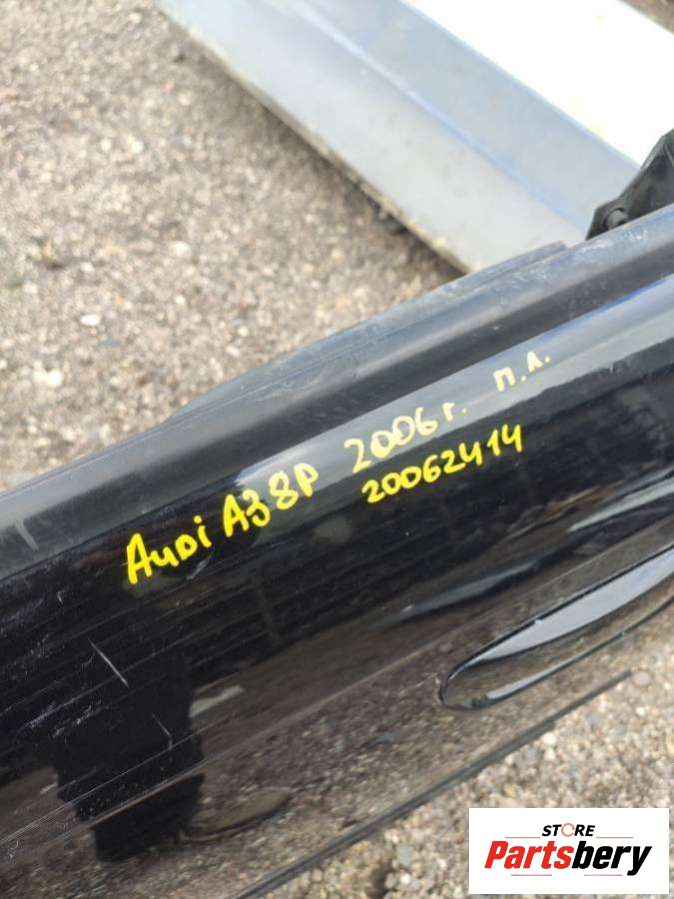 Audi A3 8P 2006г. п.л.
20062414
STORE
Partsbery